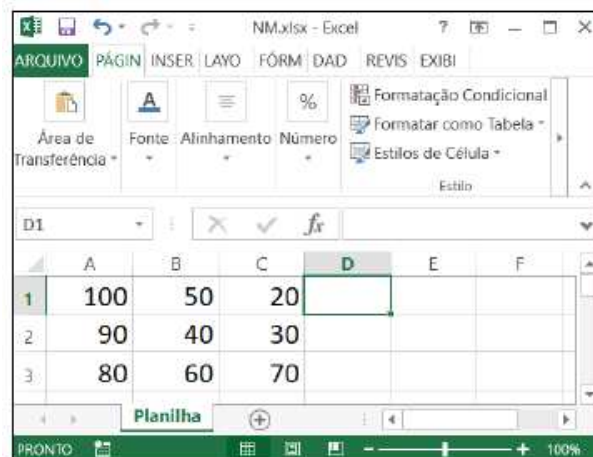 NM.xlsx - Excel ?
ARQUIVO PÁGIN INSER LAYO FÓRM DAD REVIS EXIBI
Área de Transferência
Fonte
Alinhamento
Número
%
Formatação Condicional
Formatar como Tabela
Estilos de Célula
Estilo
D1 fx
A B C D E F
1 100 50 20
2 90 40 30
3 80 60 70
Planilha
PRONTO 100%